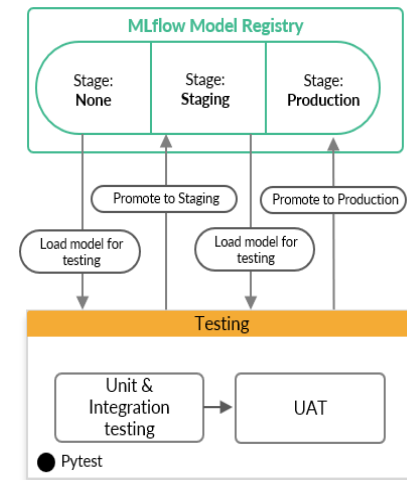 MLflow Model Registry
Stage:
None
Stage:
Staging
Stage:
Production
Promote to Staging
Promote to Production
Load model for
testing
Load model for
testing
Testing
Unit &
Integration
testing
UAT
Pytest